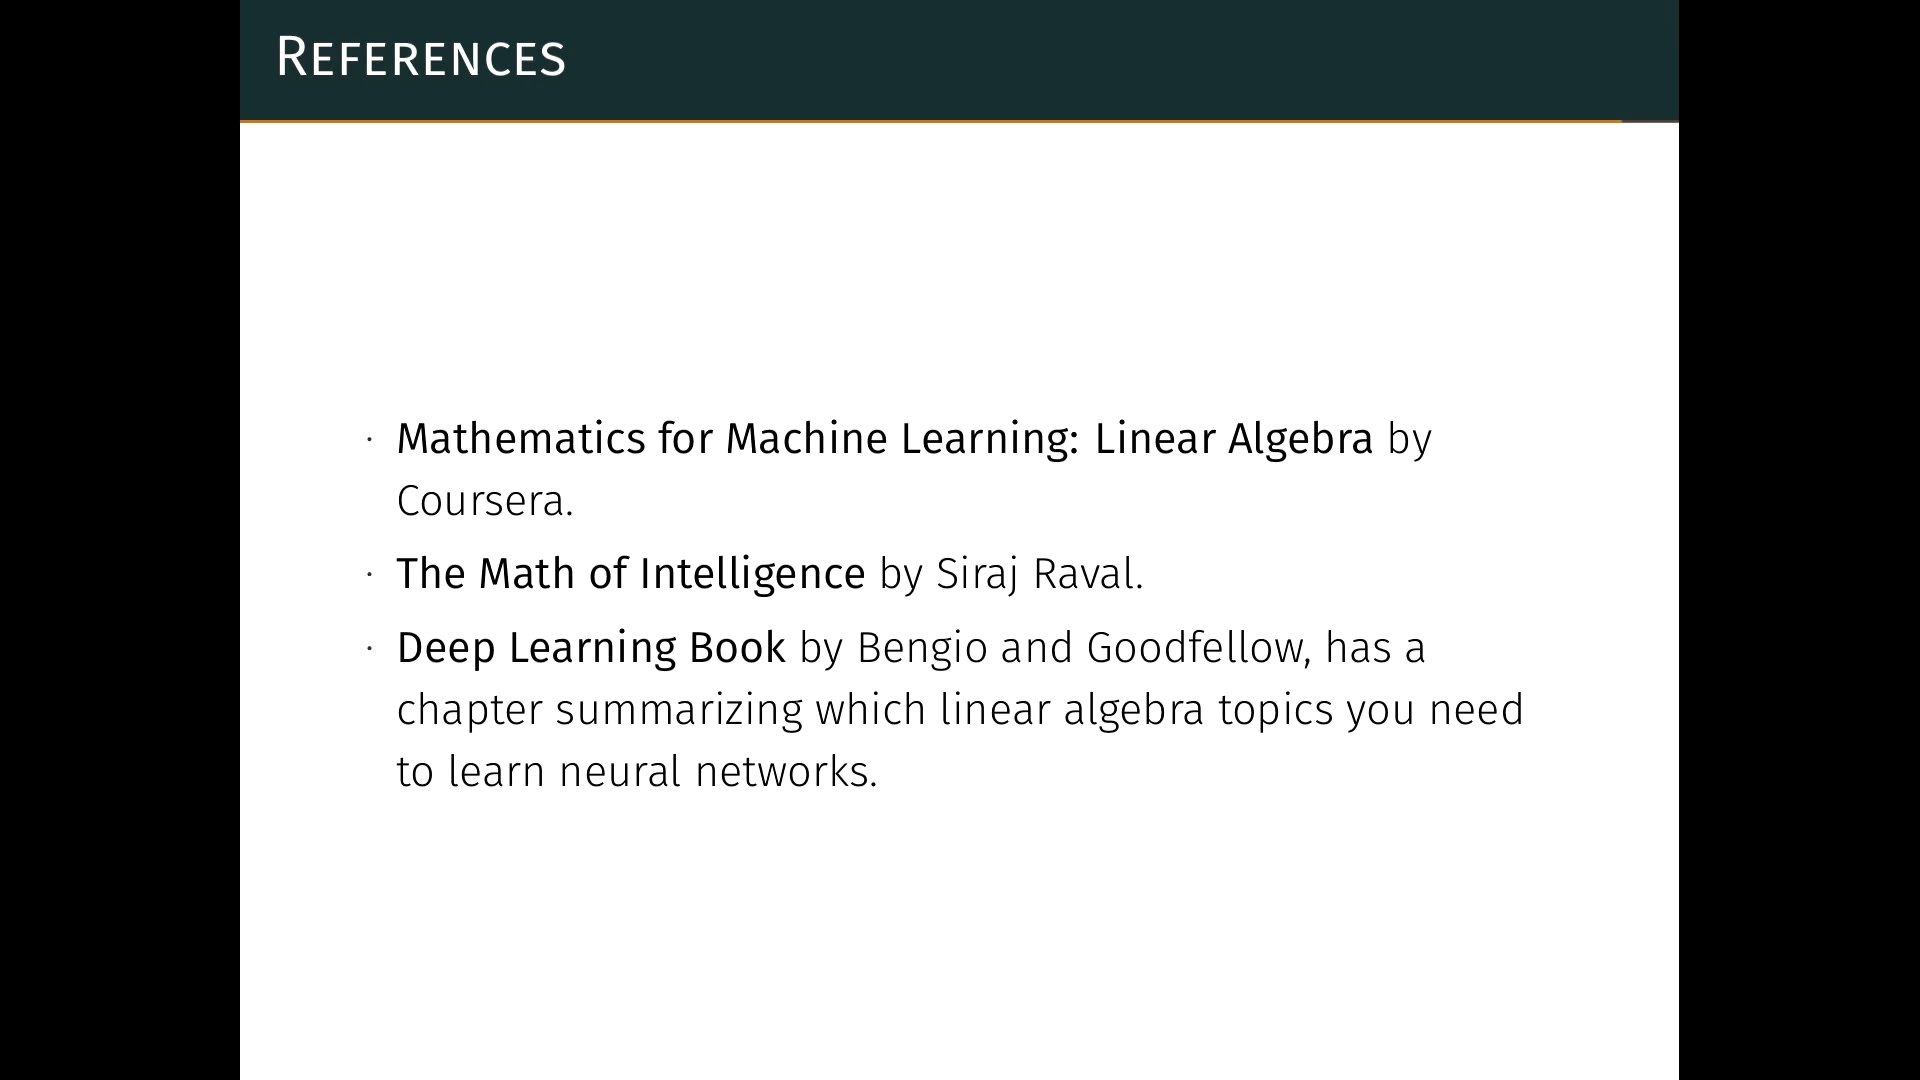 References
· Mathematics for Machine Learning: Linear Algebra by
Coursera.
· The Math of Intelligence by Siraj Raval.
· Deep Learning Book by Bengio and Goodfellow, has a
chapter summarizing which linear algebra topics you need
to learn neural networks.